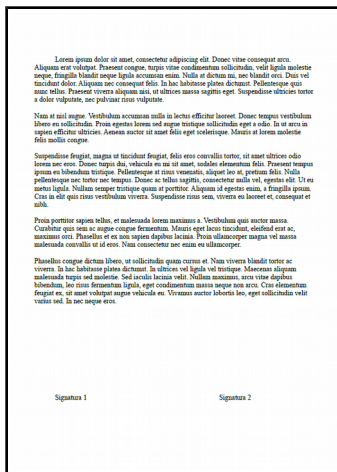 Lorem ipsum dolor sit amet, consectetur adipiscing elit. Donec vitae consequat arcu.
Aliquam erat volutpat. Praesent congue, turpis vitae condimentum sollicitudin, velit ligula molestie
neque, fringilla blandit neque ligula accumsan enim. Nulla at dictum mi, nec blandit orci. Duis vel
tincidunt dolor. Aliquam nec consequat felis. In hac habitasse platea dictumst. Pellentesque quis
nunc tellus. Praesent viverra aliquam nisi, ut ultrices massa sagittis eget. Suspendisse ultricies tortor
a dolor vulputate, nec pulvinar risus vulputate.
Nam at nisl augue. Vestibulum accumsan nulla in lectus efficitur laoreet. Donec tempus vestibulum
libero eu sollicitudin. Proin egestas lorem sed augue tristique sollicitudin eget a odio. In ut arcu in
sapien efficitur ultricies. Aenean auctor sit amet felis eget scelerisque. Mauris at lorem molestie
felis mollis congue.
Suspendisse feugiat, magna ut tincidunt feugiat, felis eros convallis tortor, sit amet ultrices odio
lorem nec eros. Donec turpis dui, vehicula eu mi sit amet, sodales elementum felis. Praesent tempus
ipsum eu bibendum tristique. Pellentesque at risus venenatis, aliquet leo at, pretium felis. Nulla
pellentesque nec tortor nec tempus. Donec ac tellus sagittis, consectetur nulla vel, egestas elit. Ut eu
metus ligula. Nullam semper tristique quam at porttitor. Aliquam id egestas enim, a fringilla ipsum.
Cras in elit quis risus vestibulum viverra. Suspendisse risus sem, viverra eu laoreet et, consequat et
nibh.
Proin porttitor sapien tellus, et malesuada lorem maximus a. Vestibulum quis auctor massa.
Curabitur quis sem ac augue congue fermentum. Mauris eget lacus tincidunt, eleifend erat ac,
maximus orci. Phasellus et ex non sapien dapibus lacinia. Proin ullamcorper magna vel massa
malesuada convallis ut id eros. Nam consectetur nec enim eu ullamcorper.
Phasellus congue dictum libero, ut sollicitudin quam cursus et. Nam viverra blandit tortor ac
viverra. In hac habitasse platea dictumst. In ultrices vel ligula vel tristique. Maecenas aliquam
malesuada turpis sed molestie. Sed iaculis lacinia velit. Nullam maximus, arcu vitae dapibus
bibendum, leo risus fermentum ligula, eget condimentum massa neque non arcu. Cras elementum
feugiat ex, sit amet volutpat augue vehicula eu. Vivamus auctor lobortis leo, eget sollicitudin velit
varius sed. In nec neque eros.
Signatura 1 Signatura 2